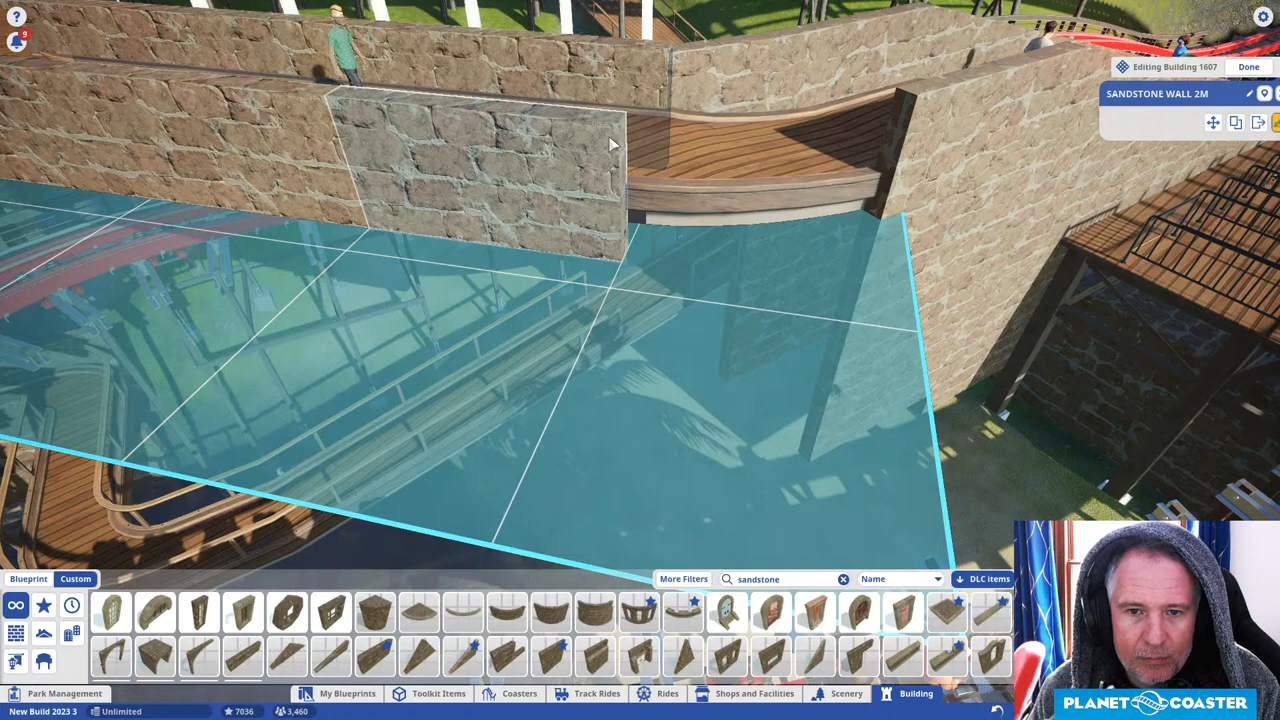 ?
9
Editing Building 1607
Done
SANDSTONE WALL 2M
Blueprint
Custom
More Filters
sandstone
Name
DLC items
Park Management
My Blueprints
Toolkit Items
Coasters
Track Rides
Rides
Shops and Facilities
Scenery
Building
New Build 2023 3
Unlimited
7036
3,460
PLANET COASTER